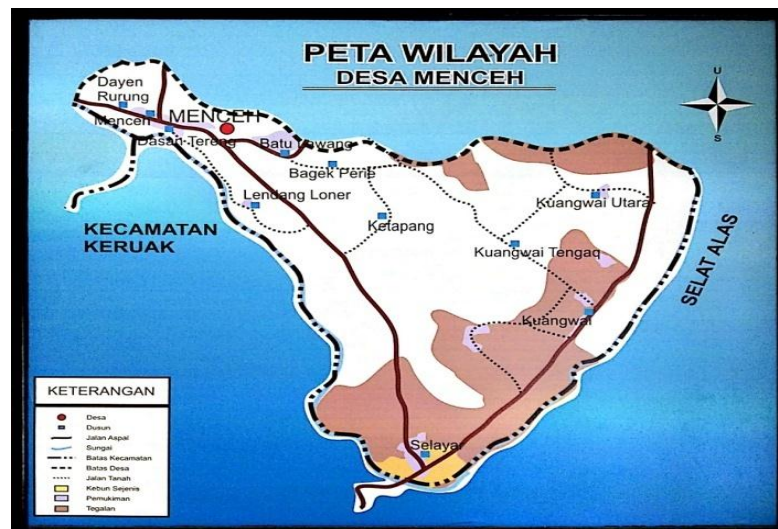 PETA WILAYAH
DESA MENCEH
U
S
Dayen
Rurung
Menceh
MENCEH
Dasan Tereng
Batu Lawang
Bagek Perie
Lendang Loner
Ketapang
Kuangwai Utara
Kuangwai Tengaq
Kuangwai
Selayar
KECAMATAN
KERUAK
SELAT ALAS
KETERANGAN
Desa
Dusun
Jalan Aspal
Sungai
Batas Kecamatan
Batas Desa
Jalan Tanah
Kebun Sejenis
Pemukiman
Tegalan